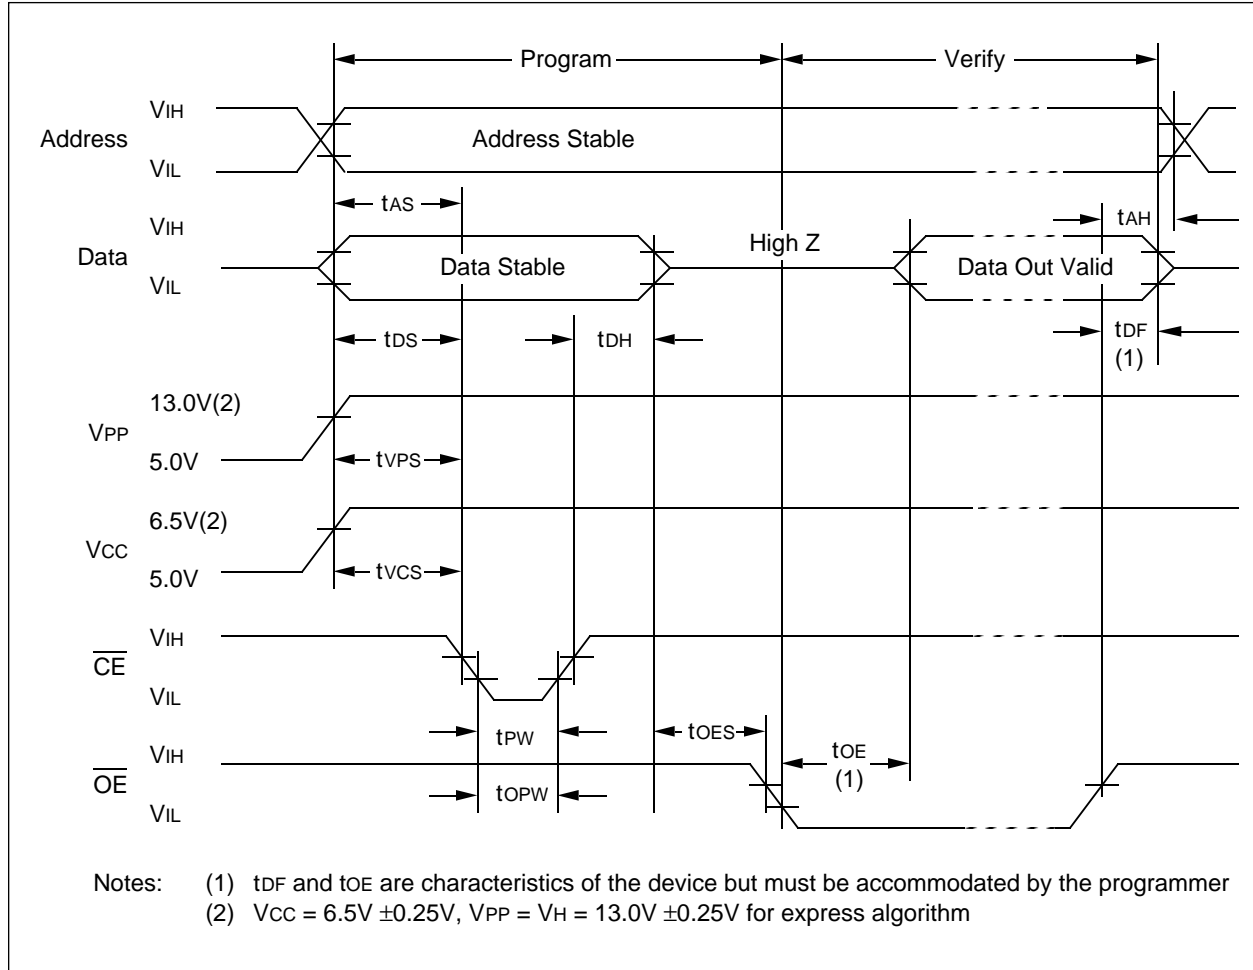 Program Verify
VIH
Address Address Stable
VIL
tAS
VIH tAH
Data Data Stable High Z Data Out Valid
VIL
tDS tDH tDF
(1)
13.0V(2)
VPP
5.0V tVPS
6.5V(2)
VCC
5.0V tVCS
VIH
CE
VIL
tPW tOES
VIH tOE
OE (1)
tOPW
VIL
Notes: (1) tDF and tOE are characteristics of the device but must be accommodated by the programmer
(2) VCC = 6.5V ±0.25V, VPP = VH = 13.0V ±0.25V for express algorithm